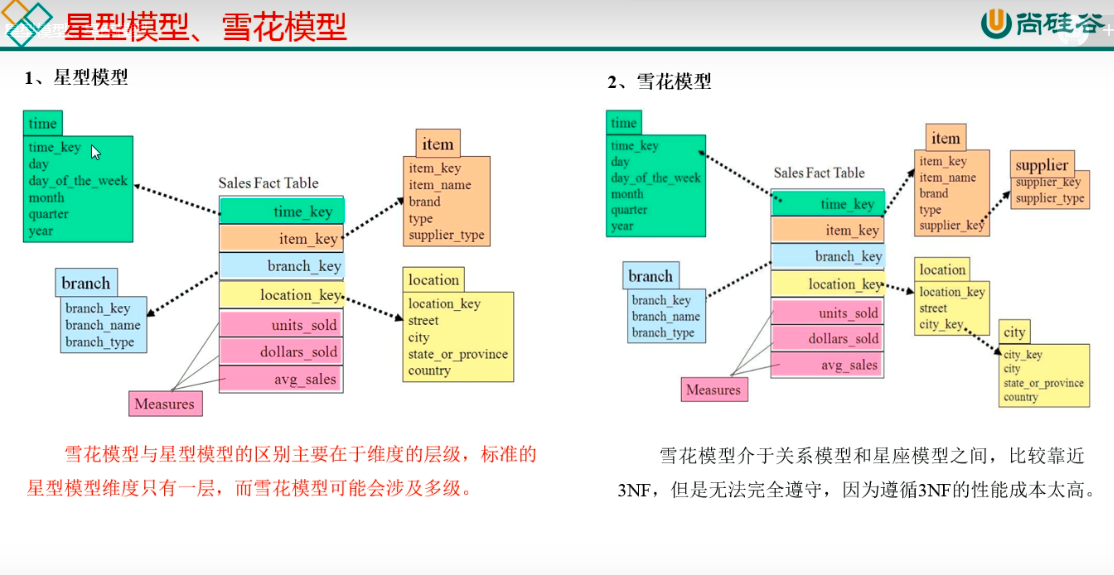 星型模型、雪花模型
尚硅谷
1、星型模型
time
time_key
day
day_of_the_week
month
quarter
year
branch
branch_key
branch_name
branch_type
Sales Fact Table
time_key
item_key
branch_key
location_key
units_sold
dollars_sold
avg_sales
Measures
item
item_key
item_name
brand
type
supplier_type
location
location_key
street
city
state_or_province
country
雪花模型与星型模型的区别主要在于维度的层级，标准的
星型模型维度只有一层，而雪花模型可能会涉及多级。
2、雪花模型
time
time_key
day
day_of_the_week
month
quarter
year
branch
branch_key
branch_name
branch_type
Sales Fact Table
time_key
item_key
branch_key
location_key
units_sold
dollars_sold
avg_sales
Measures
item
item_key
item_name
brand
type
supplier_key
supplier
supplier_key
supplier_type
location
location_key
street
city_key
city
city_key
city
state_or_province
country
雪花模型介于关系模型和星座模型之间，比较靠近
3NF，但是无法完全遵守，因为遵循3NF的性能成本太高。